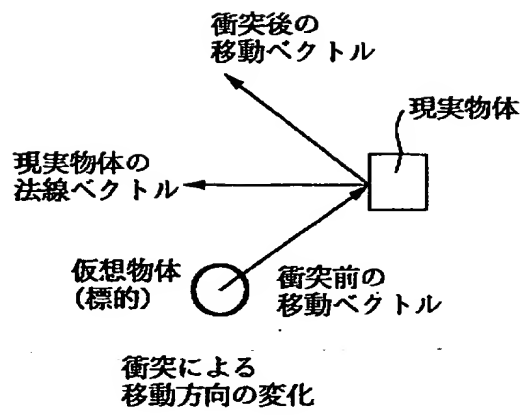 衝突後の
移動ベクトル
現実物体
現実物体の
法線ベクトル
仮想物体
(標的)
衝突前の
移動ベクトル
衝突による
移動方向の変化